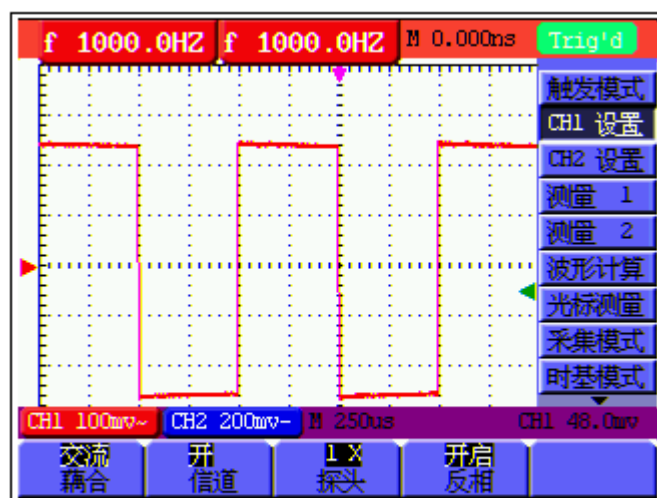 f 1000.0HZ f 1000.0HZ M 0.000ns Trig'd
触发模式
CH1 设置
CH2 设置
测量 1
测量 2
波形计算
光标测量
采集模式
时基模式
CH1 100mv~ CH2 200mv- M 250us CH1 48.0mv
交流 开 1 X 开启
藕合 信道 探头 反相